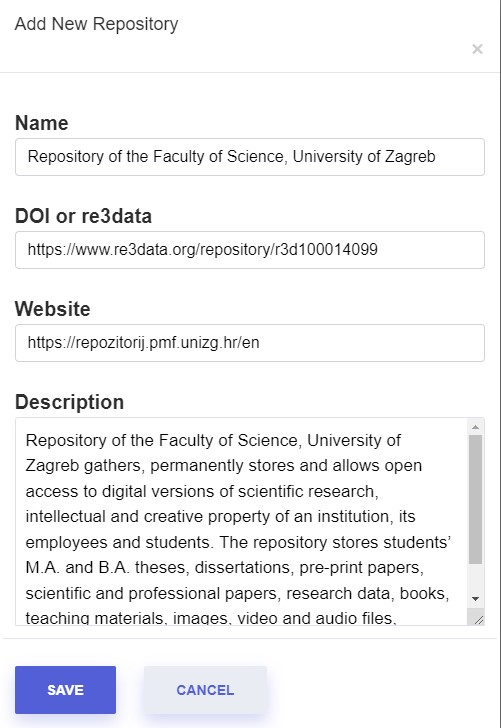 Add New Repository
×
Name
Repository of the Faculty of Science, University of Zagreb
DOI or re3data
https://www.re3data.org/repository/r3d100014099
Website
https://repozitorij.pmf.unizg.hr/en
Description
Repository of the Faculty of Science, University of
Zagreb gathers, permanently stores and allows open
access to digital versions of scientific research,
intellectual and creative property of an institution, its
employees and students. The repository stores students’
M.A. and B.A. theses, dissertations, pre-print papers,
scientific and professional papers, research data, books,
teaching materials, images, video and audio files,
SAVE
CANCEL